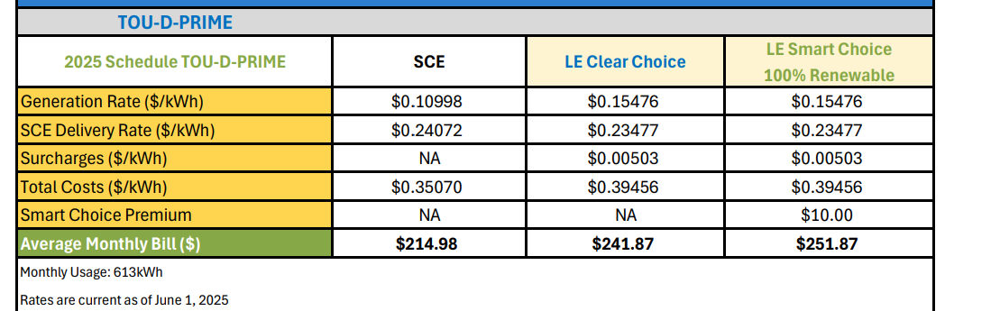 TOU-D-PRIME
2025 Schedule TOU-D-PRIME SCE LE Clear Choice LE Smart Choice
100% Renewable
Generation Rate ($/kWh) $0.10998 $0.15476 $0.15476
SCE Delivery Rate ($/kWh) $0.24072 $0.23477 $0.23477
Surcharges ($/kWh) NA $0.00503 $0.00503
Total Costs ($/kWh) $0.35070 $0.39456 $0.39456
Smart Choice Premium NA NA $10.00
Average Monthly Bill ($) $214.98 $241.87 $251.87
Monthly Usage: 613kWh
Rates are current as of June 1, 2025